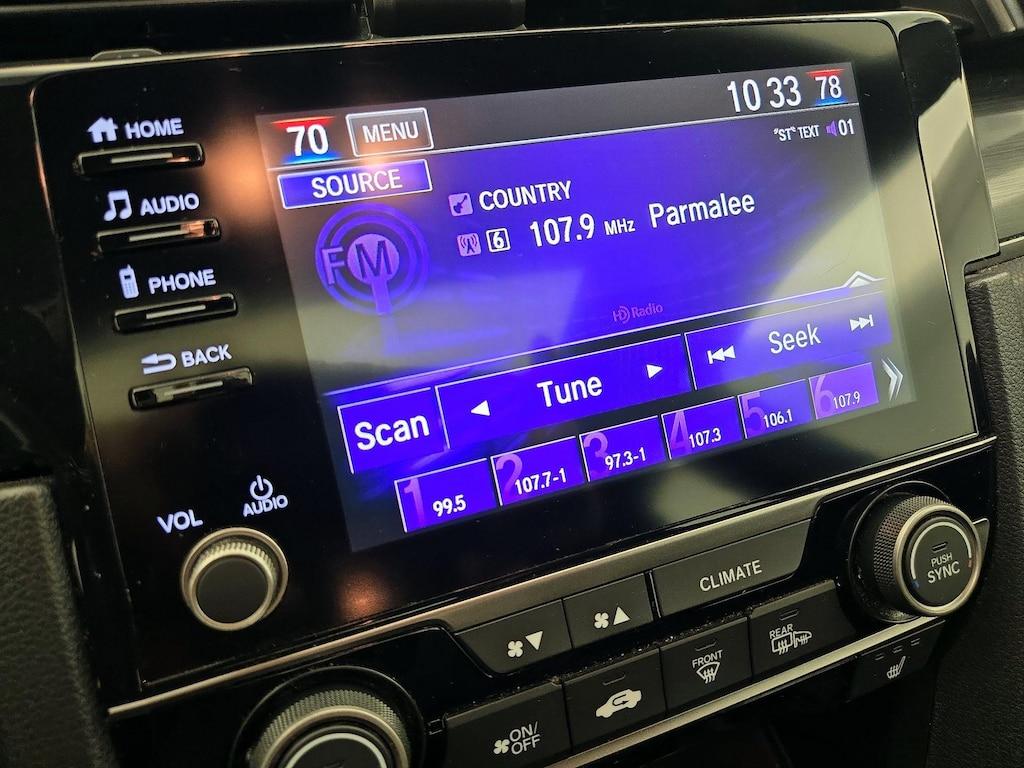 HOME
AUDIO
PHONE
BACK
VOL
AUDIO
70 MENU 10 33 78
SOURCE "ST" TEXT 01
FM
COUNTRY
6 107.9 MHz Parmalee
HD Radio
Scan Tune Seek
1 99.5 2 107.7-1 3 97.3-1 4 107.3 5 106.1 6 107.9
CLIMATE
PUSH
SYNC
ON/
OFF
FRONT
REAR